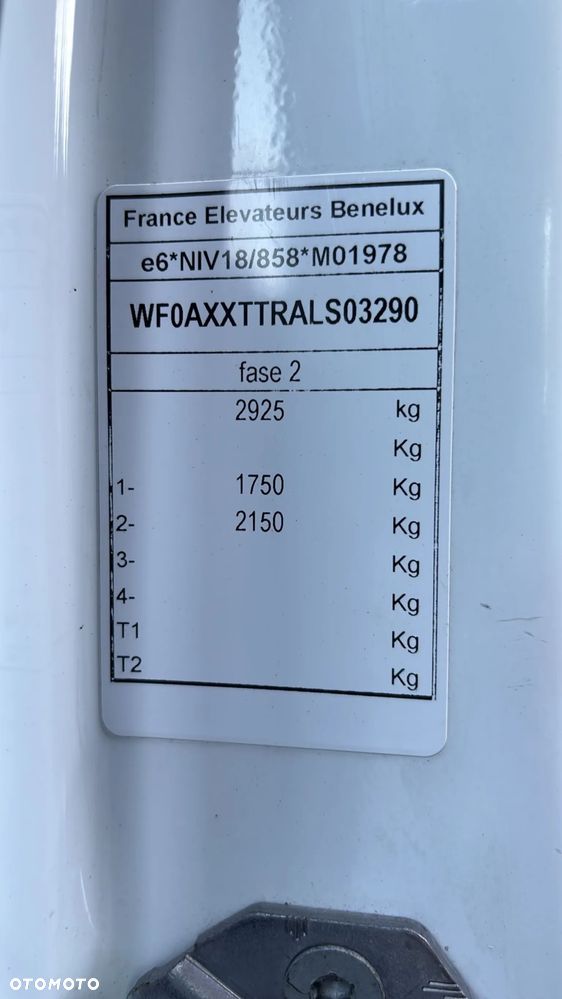 France Elevateurs Benelux
e6*NIV18/858*M01978
WF0AXXTTRALS03290
fase 2
2925 kg
Kg
1- 1750 Kg
2- 2150 Kg
3- Kg
4- Kg
T1 Kg
T2 Kg
OTOMOTO